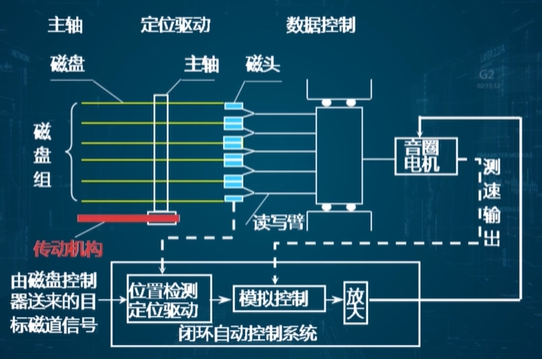 主轴 定位驱动 数据控制
磁盘 主轴 磁头
磁盘组
音圈
电机
测速输出
读写臂
传动机构
由磁盘控制
器送来的目
标磁道信号
位置检测
定位驱动
模拟控制
放大
闭环自动控制系统